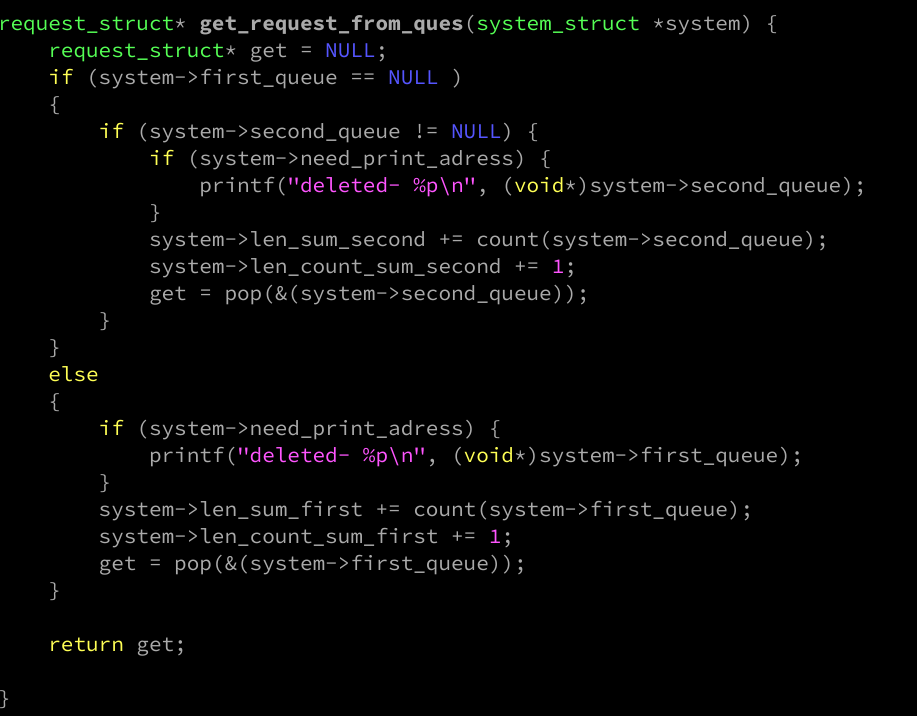 request_struct* get_request_from_ques(system_struct *system) {
    request_struct* get = NULL;
    if (system->first_queue == NULL )
    {
        if (system->second_queue != NULL) {
            if (system->need_print_adress) {
                printf("deleted- %p\n", (void*)system->second_queue);
            }
            system->len_sum_second += count(system->second_queue);
            system->len_count_sum_second += 1;
            get = pop(&(system->second_queue));
        }
    }
    else
    {
        if (system->need_print_adress) {
            printf("deleted- %p\n", (void*)system->first_queue);
        }
        system->len_sum_first += count(system->first_queue);
        system->len_count_sum_first += 1;
        get = pop(&(system->first_queue));
    }

    return get;

}